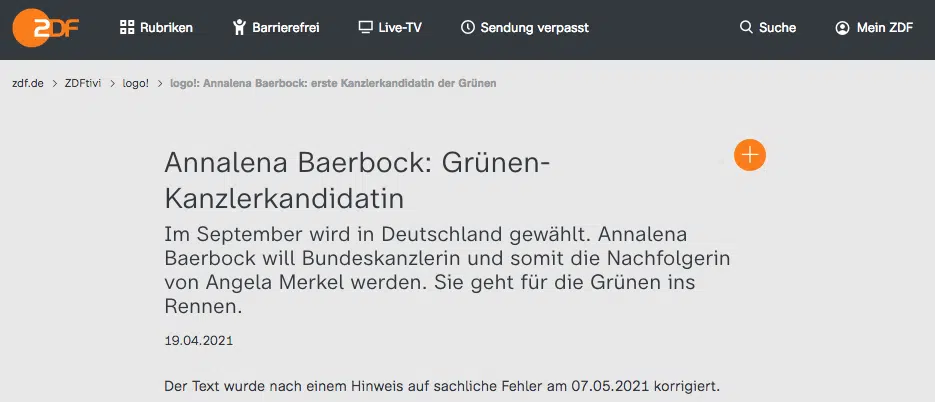 ZDF Rubriken Barrierefrei Live-TV Sendung verpasst Suche Mein ZDF
zdf.de > ZDFtivi > logo! > logo!: Annalena Baerbock: erste Kanzlerkandidatin der Grünen
Annalena Baerbock: Grünen-
Kanzlerkandidatin
Im September wird in Deutschland gewählt. Annalena
Baerbock will Bundeskanzlerin und somit die Nachfolgerin
von Angela Merkel werden. Sie geht für die Grünen ins
Rennen.
19.04.2021
Der Text wurde nach einem Hinweis auf sachliche Fehler am 07.05.2021 korrigiert.